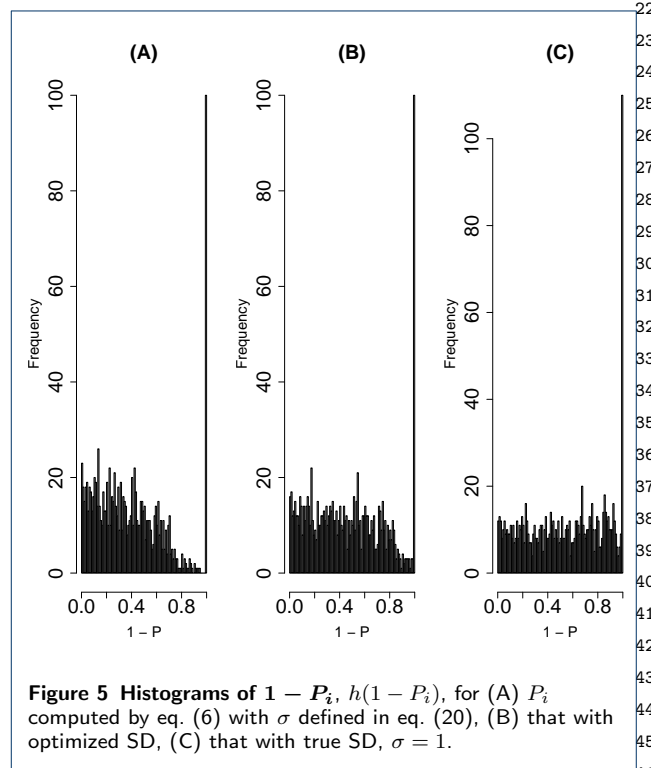 (A) (B) (C)
Frequency
0 20 40 60 80 100
0.0 0.4 0.8
1 − P
Frequency
0 20 40 60 80 100
0.0 0.4 0.8
1 − P
Frequency
0 20 40 60 80 100
0.0 0.4 0.8
1 − P
Figure 5 Histograms of 1 − Pᵢ, h(1 − Pᵢ), for (A) Pᵢ
computed by eq. (6) with σ defined in eq. (20), (B) that with
optimized SD, (C) that with true SD, σ = 1.
22
23
24
25
26
27
28
29
30
31
32
33
34
35
36
37
38
39
40
41
42
43
44
45